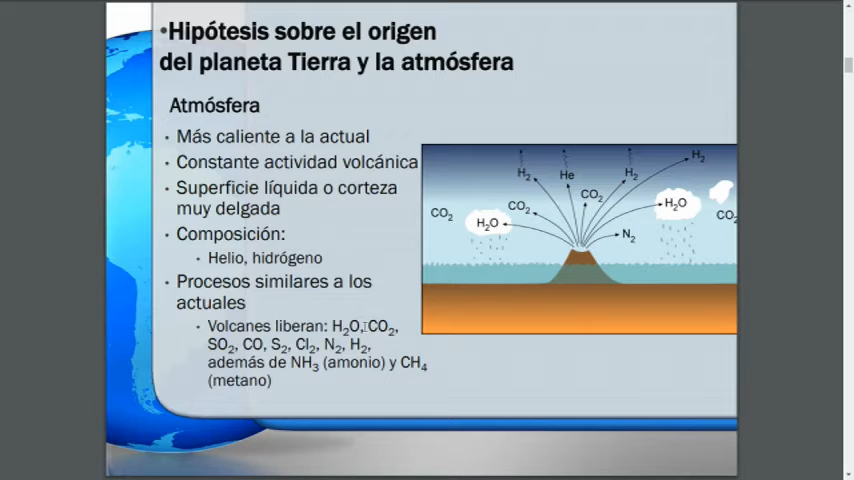 •Hipótesis sobre el origen
del planeta Tierra y la atmósfera
Atmósfera
• Más caliente a la actual
• Constante actividad volcánica
• Superficie líquida o corteza
muy delgada
• Composición:
• Helio, hidrógeno
• Procesos similares a los
actuales
• Volcanes liberan: H₂O, CO₂,
SO₂, CO, S₂, Cl₂, N₂, H₂,
además de NH₃ (amonio) y CH₄
(metano)
H₂
H₂ He H₂
CO₂
CO₂ CO₂ H₂O CO₂
H₂O
N₂